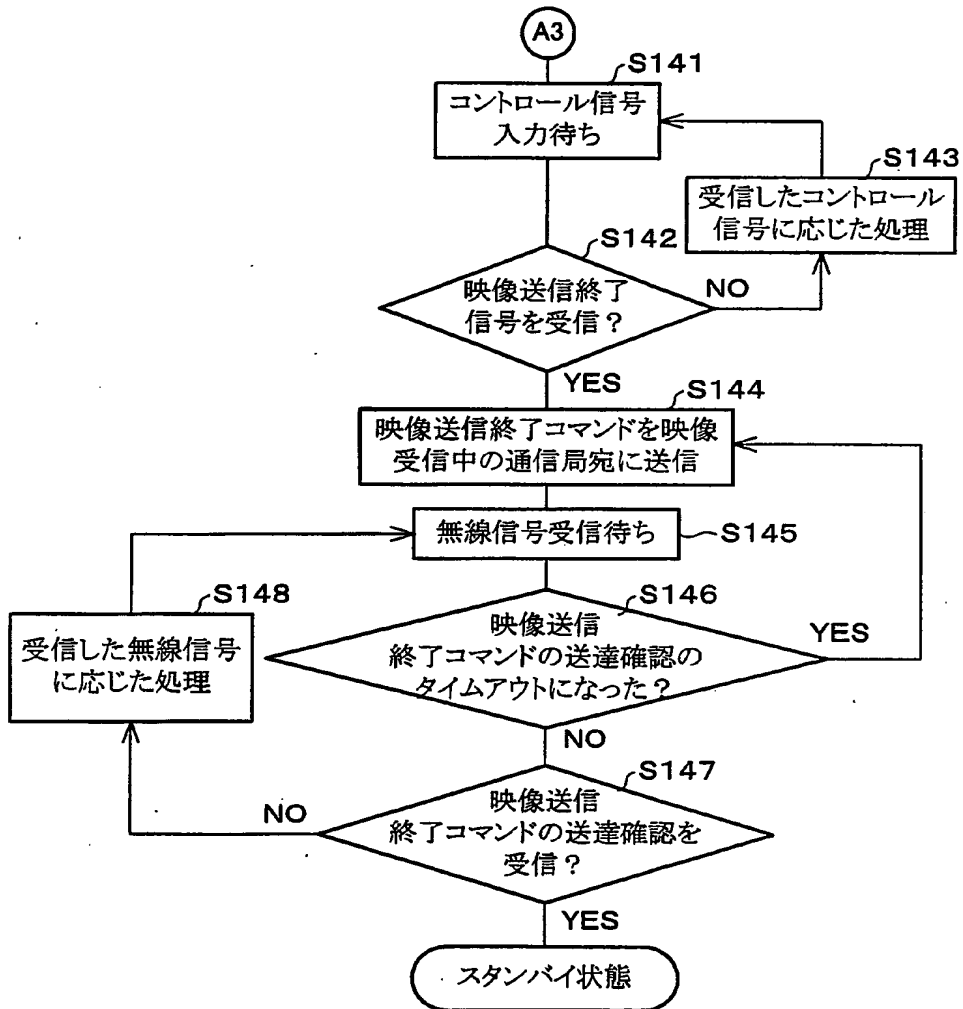 A3
S141
コントロール信号
入力待ち
S143
受信したコントロール
信号に応じた処理
S142
映像送信終了
信号を受信？
NO
YES
S144
映像送信終了コマンドを映像
受信中の通信局宛に送信
無線信号受信待ち
S145
S148
受信した無線信号
に応じた処理
S146
映像送信
終了コマンドの送達確認の
タイムアウトになった？
YES
NO
S147
映像送信
終了コマンドの送達確認を
受信？
NO
YES
スタンバイ状態